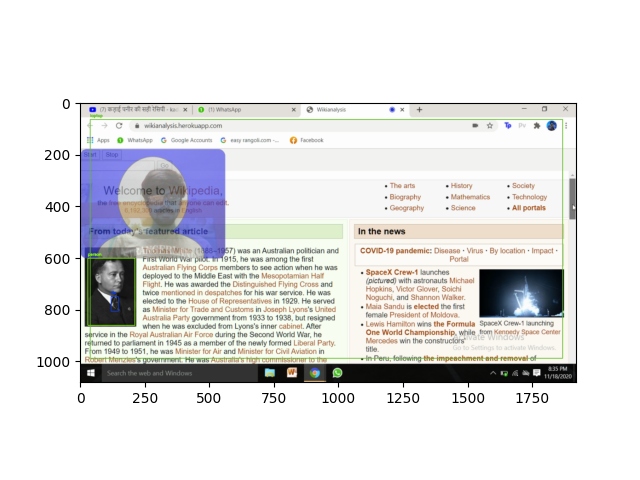 0
200
400
600
800
1000
0 250 500 750 1000 1250 1500 1750
(1) WhatsApp
Wikianalysis
wikianalysis.herokuapp.com
Apps WhatsApp Google Accounts easy rangoli.com -... Facebook
Start Stop
Welcome to Wikipedia,
the free encyclopedia that anyone can edit.
• The arts
• Biography
• Geography
• History
• Mathematics
• Science
• Society
• Technology
• All portals
From today's featured article
(1886–1957) was an Australian politician and
First World War pilot. In 1915, he was among the first
Australian Flying Corps members to see action when he was
deployed to the Middle East with the Mesopotamian Half
Flight. He was awarded the Distinguished Flying Cross and
twice mentioned in despatches for his war service. He was
elected to the House of Representatives in 1929. He served
as Minister for Trade and Customs in Joseph Lyons's United
Australia Party government from 1933 to 1938, but resigned
when he was excluded from Lyons's inner cabinet. After
service in the Royal Australian Air Force during the Second World War, he
returned to parliament in 1945 as a member of the newly formed Liberal Party.
From 1949 to 1951, he was Minister for Air and Minister for Civil Aviation in
Robert Menzies's government. He was Australia's high commissioner to the
In the news
COVID-19 pandemic: Disease · Virus · By location · Impact ·
Portal
• SpaceX Crew-1 launches
(pictured) with astronauts Michael
Hopkins, Victor Glover, Soichi
Noguchi, and Shannon Walker.
• Maia Sandu is elected the first
female President of Moldova.
• Lewis Hamilton wins the Formula
One World Championship, while
Mercedes win the constructors'
title.
• In Peru, following the impeachment and removal of
SpaceX Crew-1 launching
from Kennedy Space Center
Activate Windows
Go to Settings to activate Windows.
Search the web and Windows
8:35 PM
11/18/2020